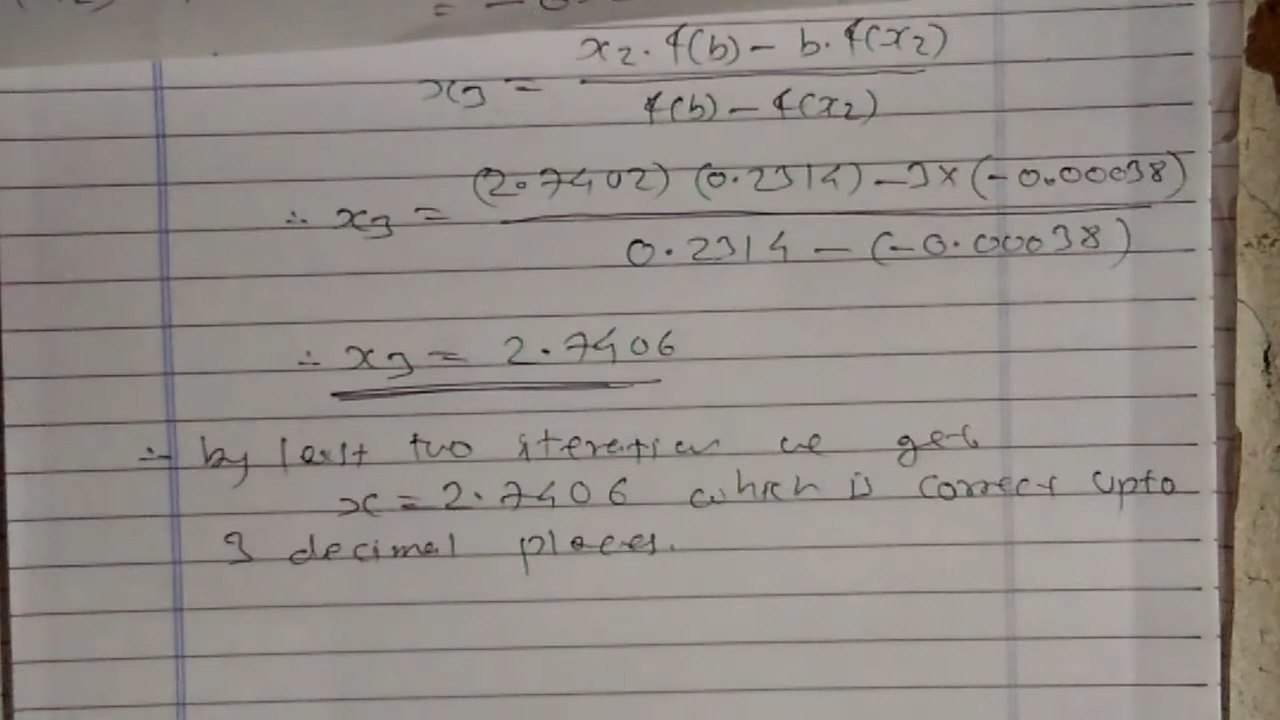 x₃ = (x₂·f(b) − b·f(x₂)) / (f(b) − f(x₂))
∴ x₃ = ((2.7402)(0.2314) − 3×(−0.00038)) / (0.2314 − (−0.00038))
∴ x₃ = 2.7406
∴ by last two iteration we get
x = 2.7406 which is correct upto
3 decimal places.